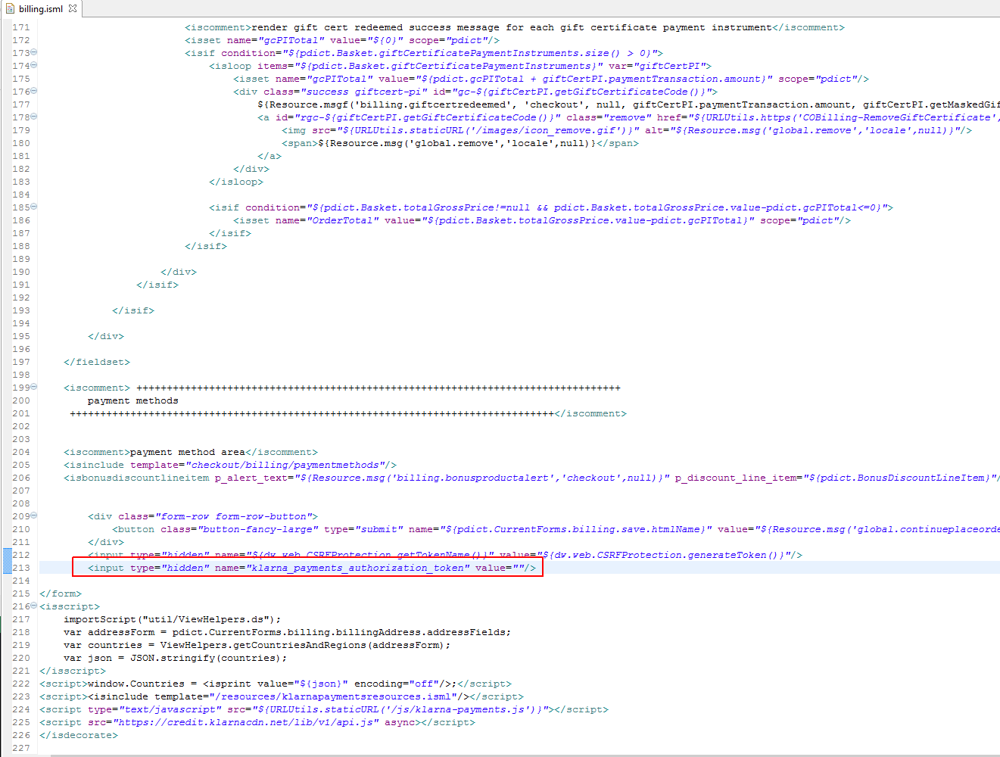 billing.isml
171 <iscomment>render gift cert redeemed success message for each gift certificate payment instrument</iscomment>
172 <isset name="gcPITotal" value="${0}" scope="pdict"/>
173 <isif condition="${pdict.Basket.giftCertificatePaymentInstruments.size() > 0}">
174 <isloop items="${pdict.Basket.giftCertificatePaymentInstruments}" var="giftCertPI">
175 <isset name="gcPITotal" value="${pdict.gcPITotal + giftCertPI.paymentTransaction.amount}" scope="pdict"/>
176 <div class="success giftcert-pi" id="gc-${giftCertPI.getGiftCertificateCode()}">
177 ${Resource.msgf('billing.giftcertredeemed', 'checkout', null, giftCertPI.paymentTransaction.amount, giftCertPI.getMaskedGif
178 <a id="rgc-${giftCertPI.getGiftCertificateCode()}" class="remove" href="${URLUtils.https('COBilling-RemoveGiftCertificate',
179 <img src="${URLUtils.staticURL('/images/icon_remove.gif')}" alt="${Resource.msg('global.remove','locale',null)}"/>
180 <span>${Resource.msg('global.remove','locale',null)}</span>
181 </a>
182 </div>
183 </isloop>
184
185 <isif condition="${pdict.Basket.totalGrossPrice!=null && pdict.Basket.totalGrossPrice.value-pdict.gcPITotal<=0}">
186 <isset name="OrderTotal" value="${pdict.Basket.totalGrossPrice.value-pdict.gcPITotal}" scope="pdict"/>
187 </isif>
188 </isif>
189
190 </div>
191 </isif>
192
193 </isif>
194
195 </div>
196
197 </fieldset>
198
199 <iscomment> ++++++++++++++++++++++++++++++++++++++++++++++++++++++++++++++++++++++++++++++++
200 payment methods
201 ++++++++++++++++++++++++++++++++++++++++++++++++++++++++++++++++++++++++++++++++</iscomment>
202
203
204 <iscomment>payment method area</iscomment>
205 <isinclude template="checkout/billing/paymentmethods"/>
206 <isbonusdiscountlineitem p_alert_text="${Resource.msg('billing.bonusproductalert','checkout',null)}" p_discount_line_item="${pdict.BonusDiscountLineItem}"/
207
208
209 <div class="form-row form-row-button">
210 <button class="button-fancy-large" type="submit" name="${pdict.CurrentForms.billing.save.htmlName}" value="${Resource.msg('global.continueplaceorde
211 </div>
212 <input type="hidden" name="${dw.web.CSRFProtection.getTokenName()}" value="${dw.web.CSRFProtection.generateToken()}"/>
213 <input type="hidden" name="klarna_payments_authorization_token" value=""/>
214
215 </form>
216 <isscript>
217 importScript("util/ViewHelpers.ds");
218 var addressForm = pdict.CurrentForms.billing.billingAddress.addressFields;
219 var countries = ViewHelpers.getCountriesAndRegions(addressForm);
220 var json = JSON.stringify(countries);
221 </isscript>
222 <script>window.Countries = <isprint value="${json}" encoding="off"/>;</script>
223 <script><isinclude template="/resources/klarnapaymentsresources.isml"/></script>
224 <script type="text/javascript" src="${URLUtils.staticURL('/js/klarna-payments.js')}"></script>
225 <script src="https://credit.klarnacdn.net/lib/v1/api.js" async></script>
226 </isdecorate>
227